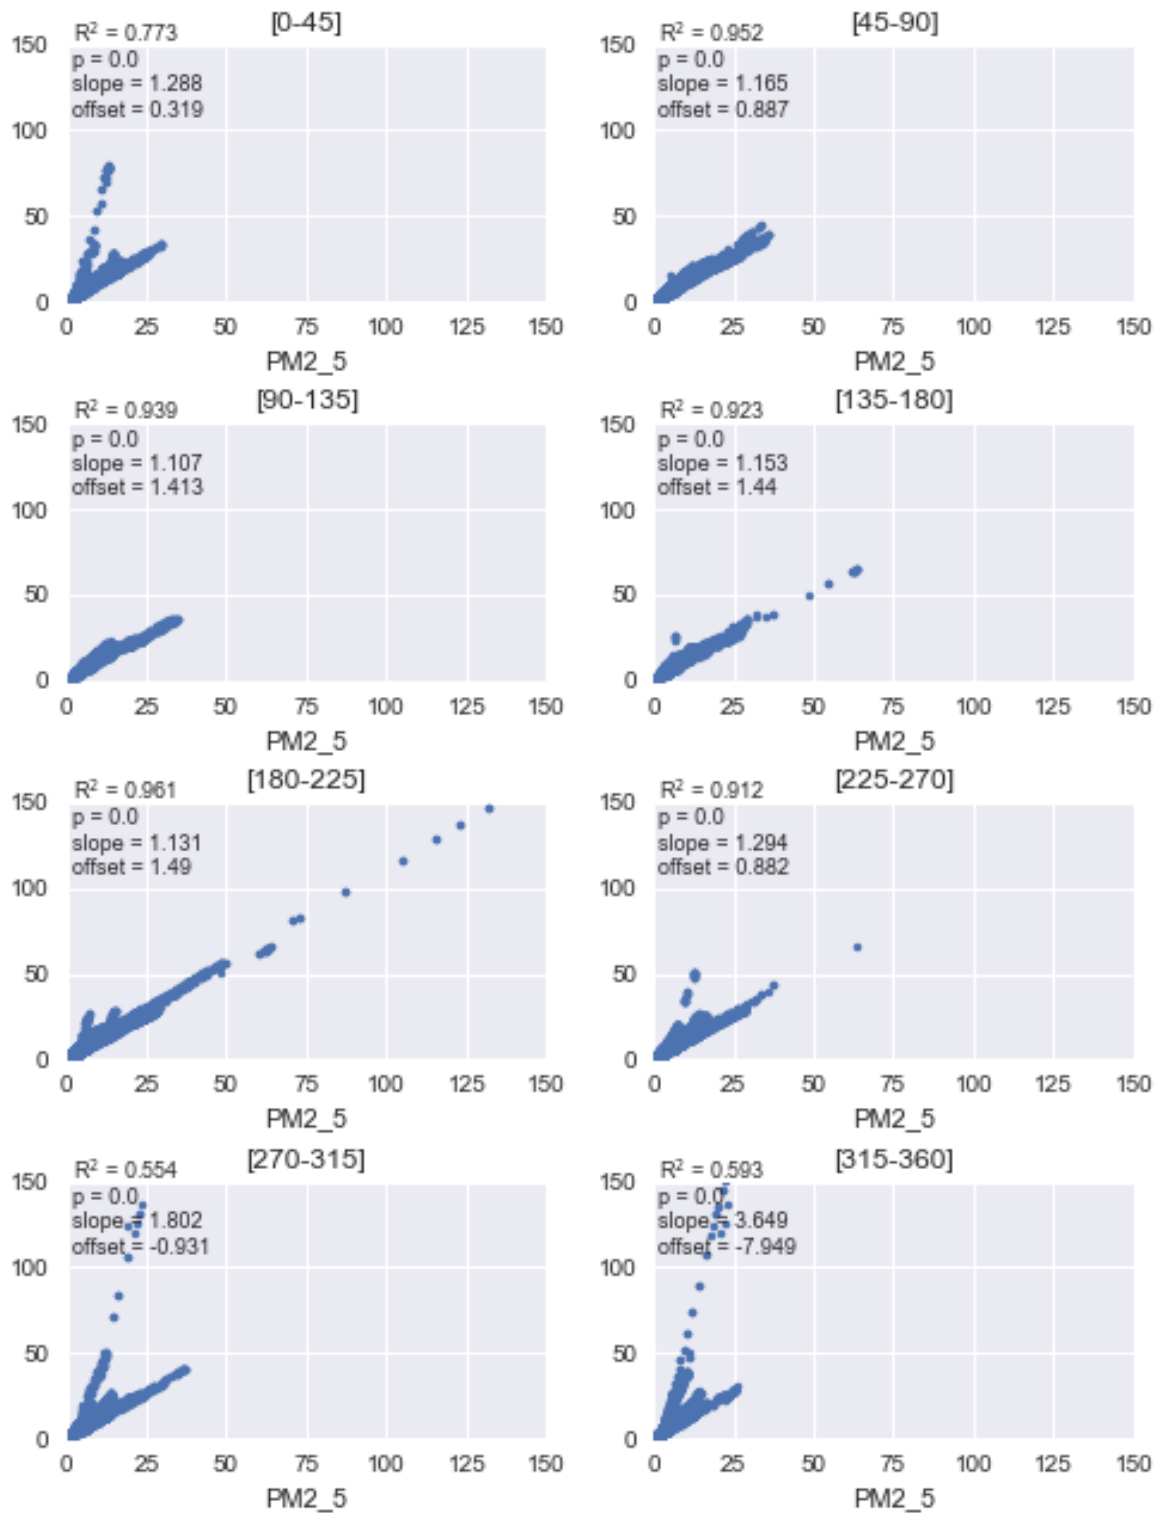 R² = 0.773
[0-45]
p = 0.0
slope = 1.288
offset = 0.319
150
100
50
0
0 25 50 75 100 125 150
PM2_5
R² = 0.952
[45-90]
p = 0.0
slope = 1.165
offset = 0.887
150
100
50
0
0 25 50 75 100 125 150
PM2_5
R² = 0.939
[90-135]
p = 0.0
slope = 1.107
offset = 1.413
150
100
50
0
0 25 50 75 100 125 150
PM2_5
R² = 0.923
[135-180]
p = 0.0
slope = 1.153
offset = 1.44
150
100
50
0
0 25 50 75 100 125 150
PM2_5
R² = 0.961
[180-225]
p = 0.0
slope = 1.131
offset = 1.49
150
100
50
0
0 25 50 75 100 125 150
PM2_5
R² = 0.912
[225-270]
p = 0.0
slope = 1.294
offset = 0.882
150
100
50
0
0 25 50 75 100 125 150
PM2_5
R² = 0.554
[270-315]
p = 0.0
slope = 1.802
offset = -0.931
150
100
50
0
0 25 50 75 100 125 150
PM2_5
R² = 0.593
[315-360]
p = 0.0
slope = 3.649
offset = -7.949
150
100
50
0
0 25 50 75 100 125 150
PM2_5